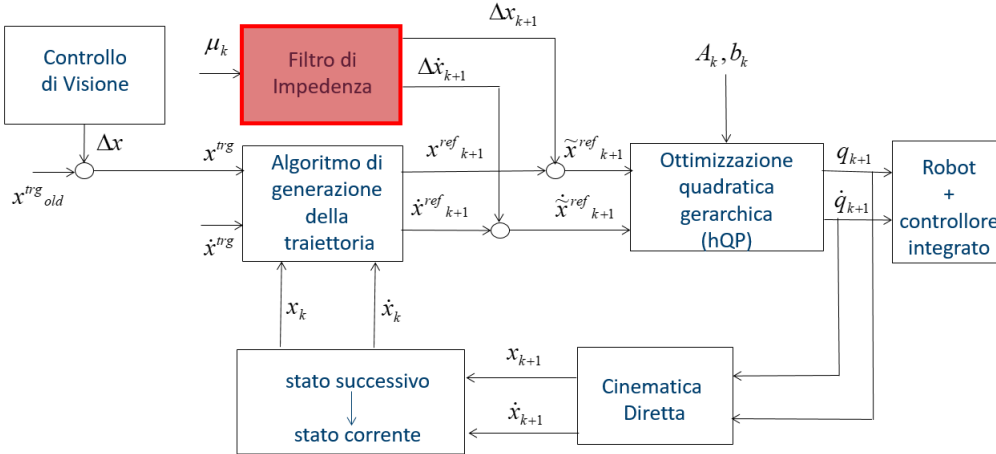 Controllo
di Visione
Δx
x^{trg}_{old}
μ_k
Filtro di
Impedenza
Δx_{k+1}
Δẋ_{k+1}
A_k, b_k
x^{trg}
ẋ^{trg}
Algoritmo di
generazione
della
traiettoria
x^{ref}_{k+1}
ẋ^{ref}_{k+1}
x̃^{ref}_{k+1}
ẋ̃^{ref}_{k+1}
Ottimizzazione
quadratica
gerarchica
(hQP)
q_{k+1}
q̇_{k+1}
Robot
+
controllore
integrato
x_k
ẋ_k
stato successivo
stato corrente
x_{k+1}
ẋ_{k+1}
Cinematica
Diretta